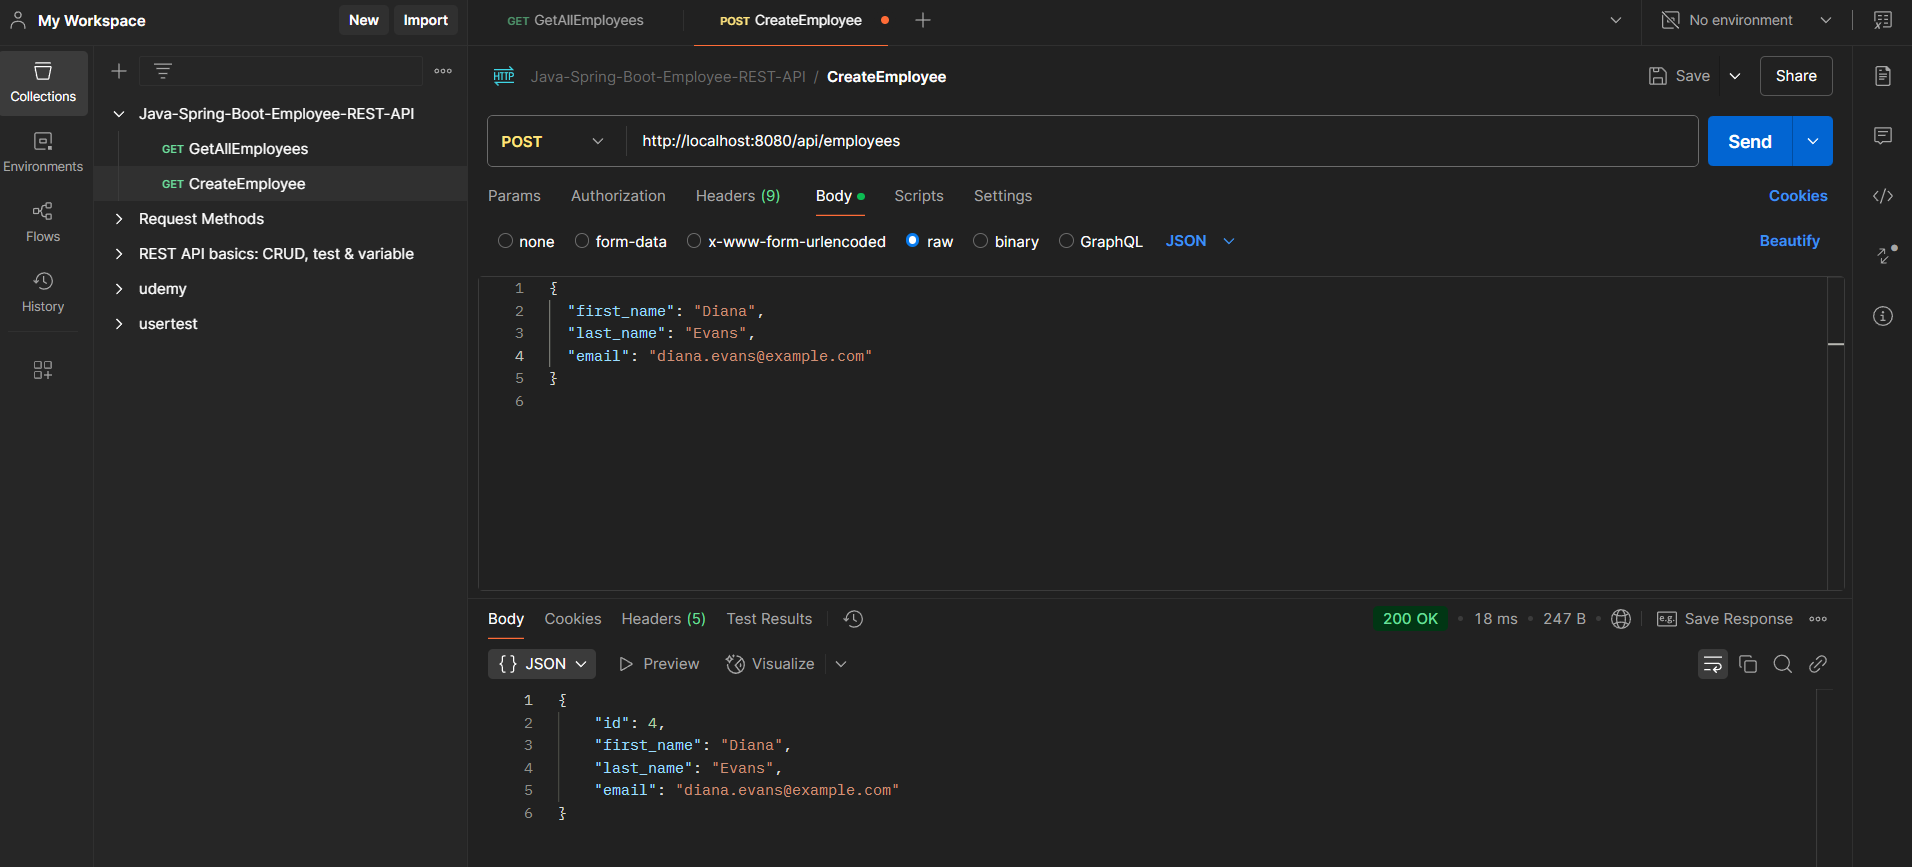 My Workspace
New
Import
GET GetAllEmployees
POST CreateEmployee
No environment
Collections
Environments
Flows
History
Java-Spring-Boot-Employee-REST-API
GET GetAllEmployees
GET CreateEmployee
Request Methods
REST API basics: CRUD, test & variable
udemy
usertest
HTTP Java-Spring-Boot-Employee-REST-API / CreateEmployee
Save
Share
POST
http://localhost:8080/api/employees
Send
Params Authorization Headers (9) Body Scripts Settings
Cookies
none form-data x-www-form-urlencoded raw binary GraphQL JSON
Beautify
1 {
2 "first_name": "Diana",
3 "last_name": "Evans",
4 "email": "diana.evans@example.com"
5 }
6
Body Cookies Headers (5) Test Results
200 OK • 18 ms • 247 B • e.g. Save Response
{} JSON Preview Visualize
1 {
2 "id": 4,
3 "first_name": "Diana",
4 "last_name": "Evans",
5 "email": "diana.evans@example.com"
6 }